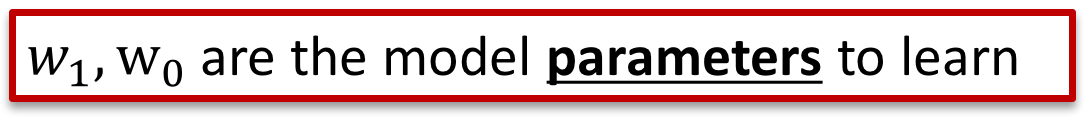 w₁, w₀ are the model parameters to learn